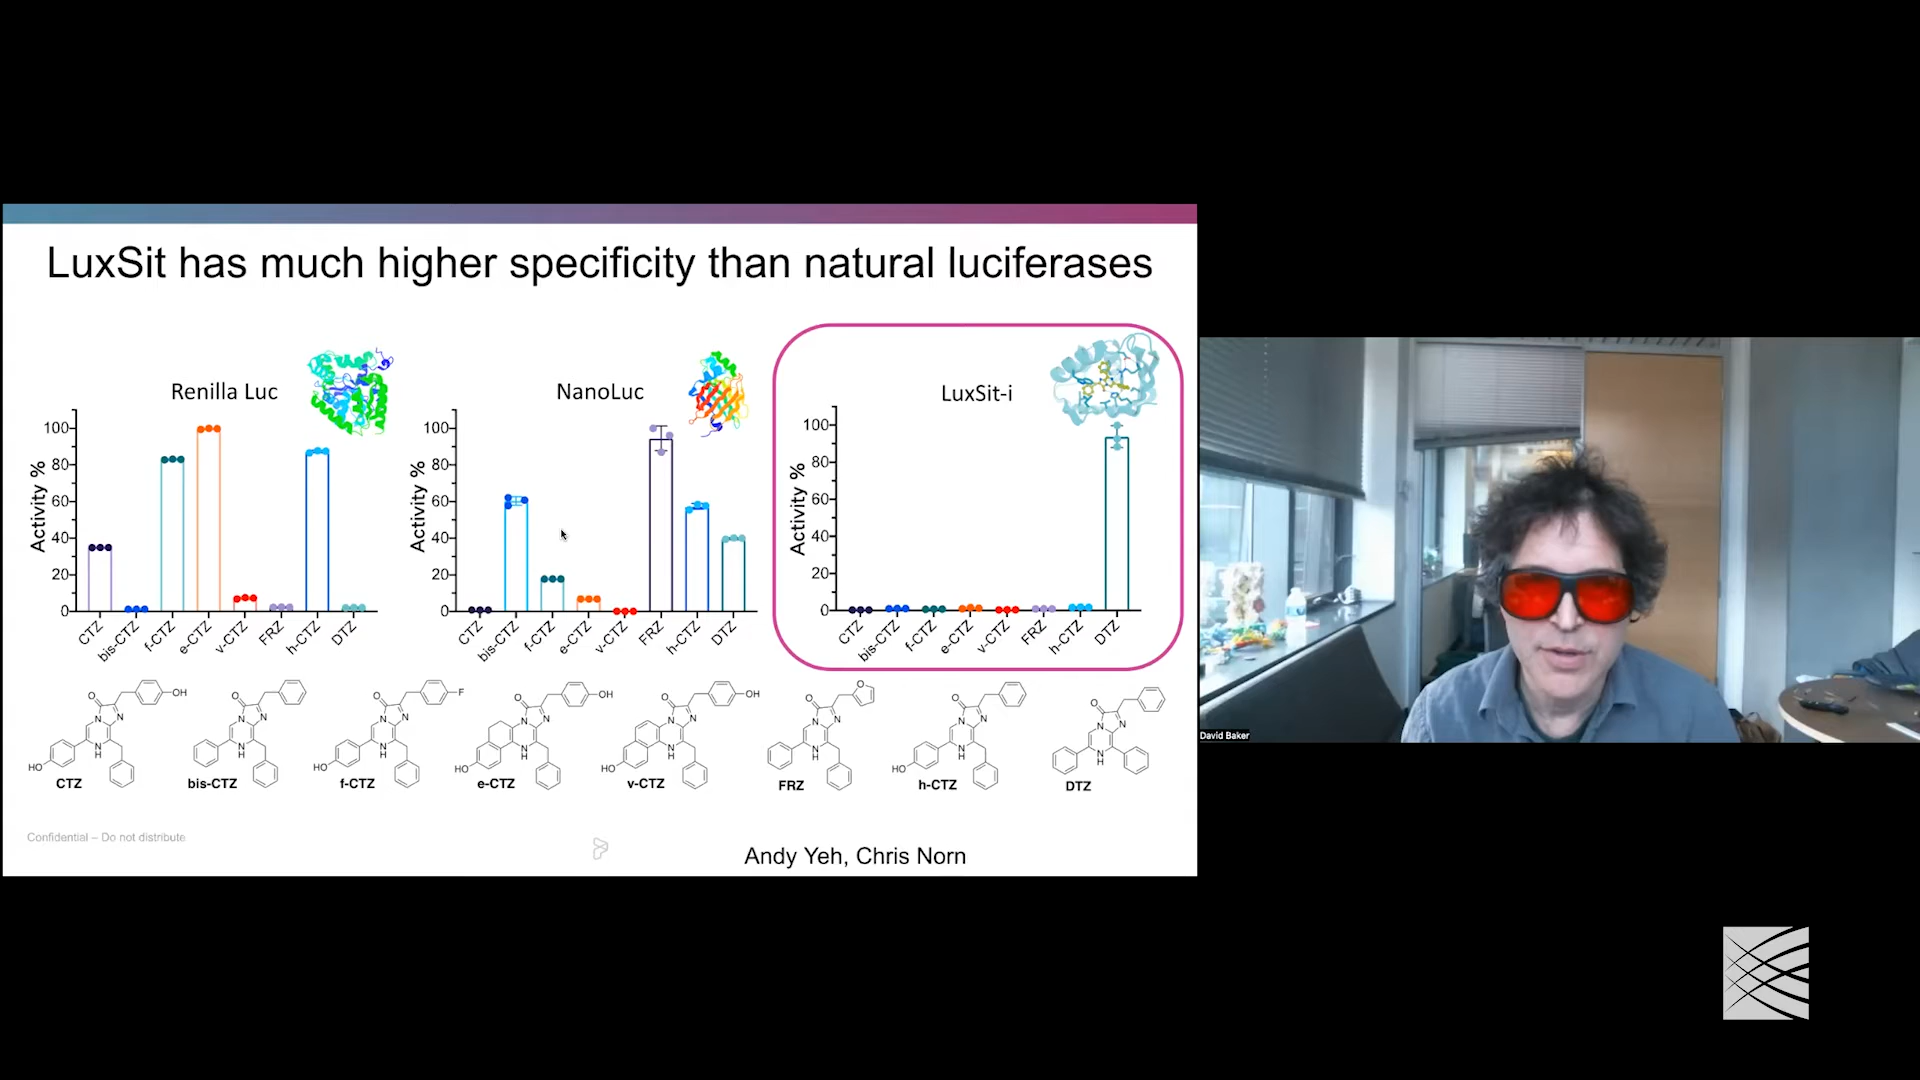 LuxSit has much higher specificity than natural luciferases
Renilla Luc
Activity %
100
80
60
40
20
0
CTZ
bis-CTZ
f-CTZ
e-CTZ
v-CTZ
FRZ
h-CTZ
DTZ
NanoLuc
Activity %
100
80
60
40
20
0
CTZ
bis-CTZ
f-CTZ
e-CTZ
v-CTZ
FRZ
h-CTZ
DTZ
LuxSit-i
Activity %
100
80
60
40
20
0
CTZ
bis-CTZ
f-CTZ
e-CTZ
v-CTZ
FRZ
h-CTZ
DTZ
O
OH
N
N
N
H
HO
CTZ
O
N
N
N
H
bis-CTZ
O
F
N
N
N
H
HO
f-CTZ
O
OH
N
N
N
H
HO
e-CTZ
O
OH
N
N
N
H
HO
v-CTZ
O
O
N
N
N
H
FRZ
O
N
N
N
H
HO
h-CTZ
O
N
N
N
H
DTZ
Confidential – Do not distribute
Andy Yeh, Chris Norn
David Baker